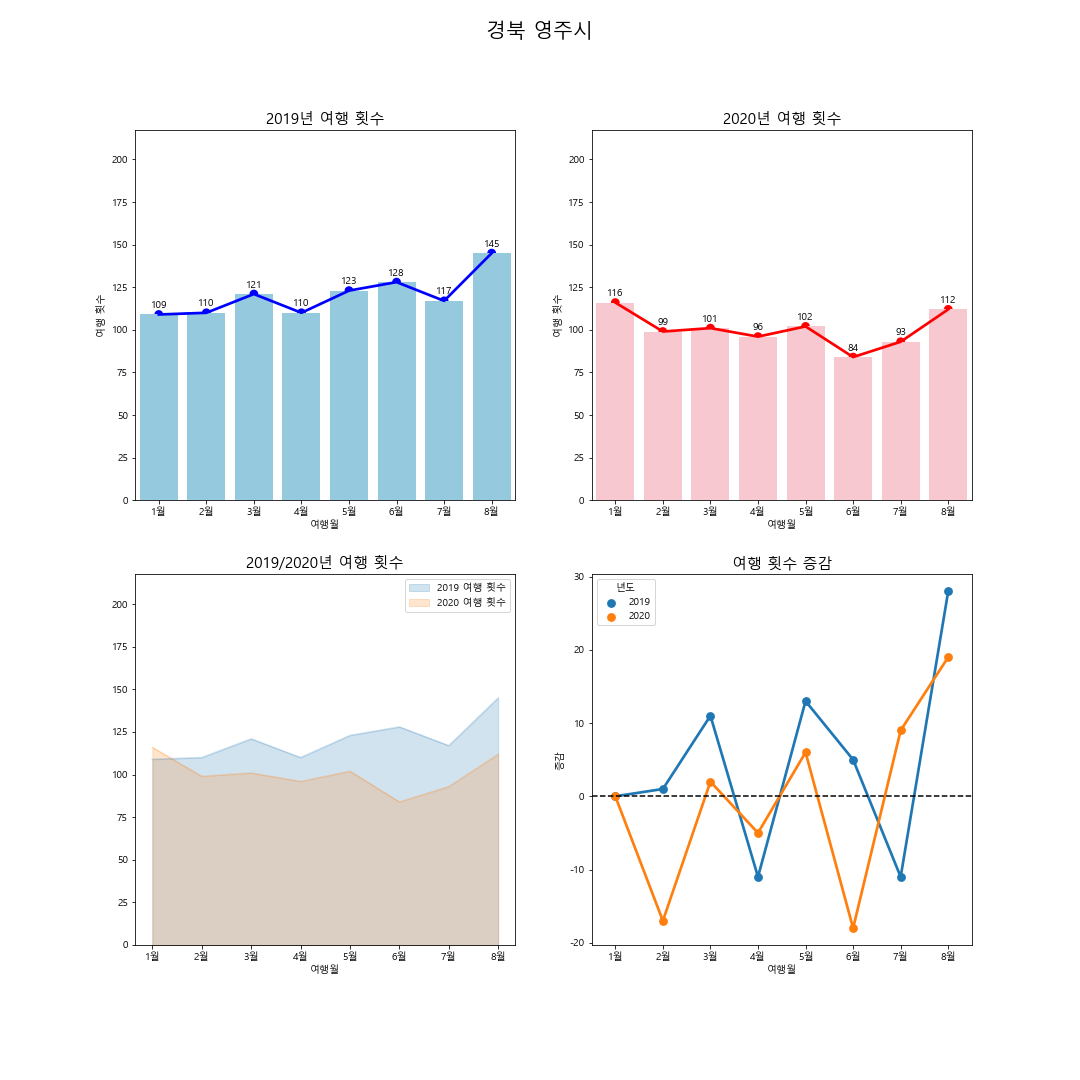 경북 영주시
2019년 여행 횟수
200
175
150
125
100
75
50
25
0
여행 횟수
109
110
121
110
123
128
117
145
1월 2월 3월 4월 5월 6월 7월 8월
여행월
2020년 여행 횟수
200
175
150
125
100
75
50
25
0
여행 횟수
116
99
101
96
102
84
93
112
1월 2월 3월 4월 5월 6월 7월 8월
여행월
2019/2020년 여행 횟수
2019 여행 횟수
2020 여행 횟수
200
175
150
125
100
75
50
25
0
1월 2월 3월 4월 5월 6월 7월 8월
여행월
여행 횟수 증감
년도
2019
2020
30
20
10
0
-10
-20
증감
1월 2월 3월 4월 5월 6월 7월 8월
여행월